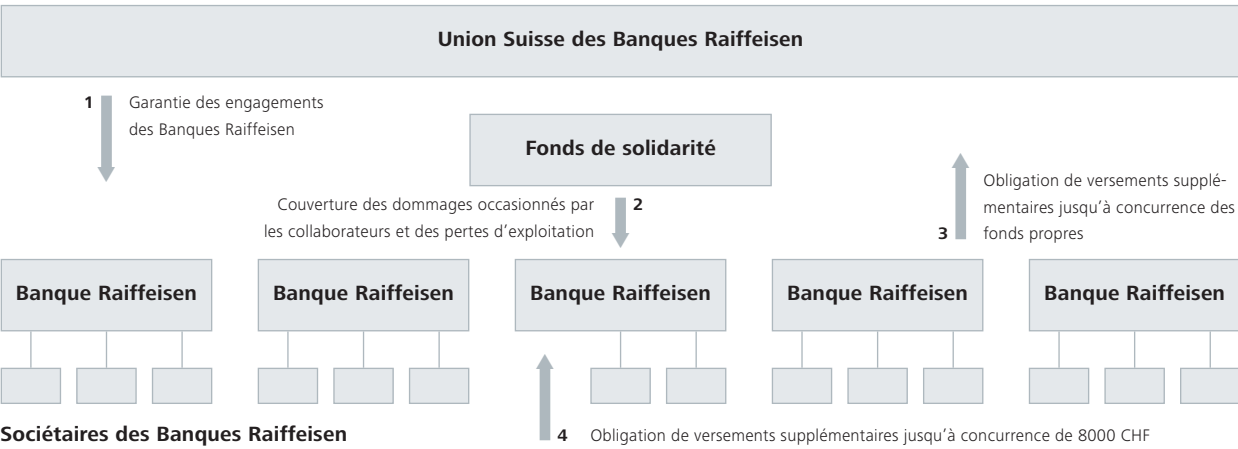 Union Suisse des Banques Raiffeisen
1 Garantie des engagements
des Banques Raiffeisen
Fonds de solidarité
Couverture des dommages occasionnés par
les collaborateurs et des pertes d'exploitation
2
Obligation de versements supplé-
mentaires jusqu'à concurrence des
3 fonds propres
Banque Raiffeisen
Banque Raiffeisen
Banque Raiffeisen
Banque Raiffeisen
Banque Raiffeisen
Sociétaires des Banques Raiffeisen
4 Obligation de versements supplémentaires jusqu'à concurrence de 8000 CHF